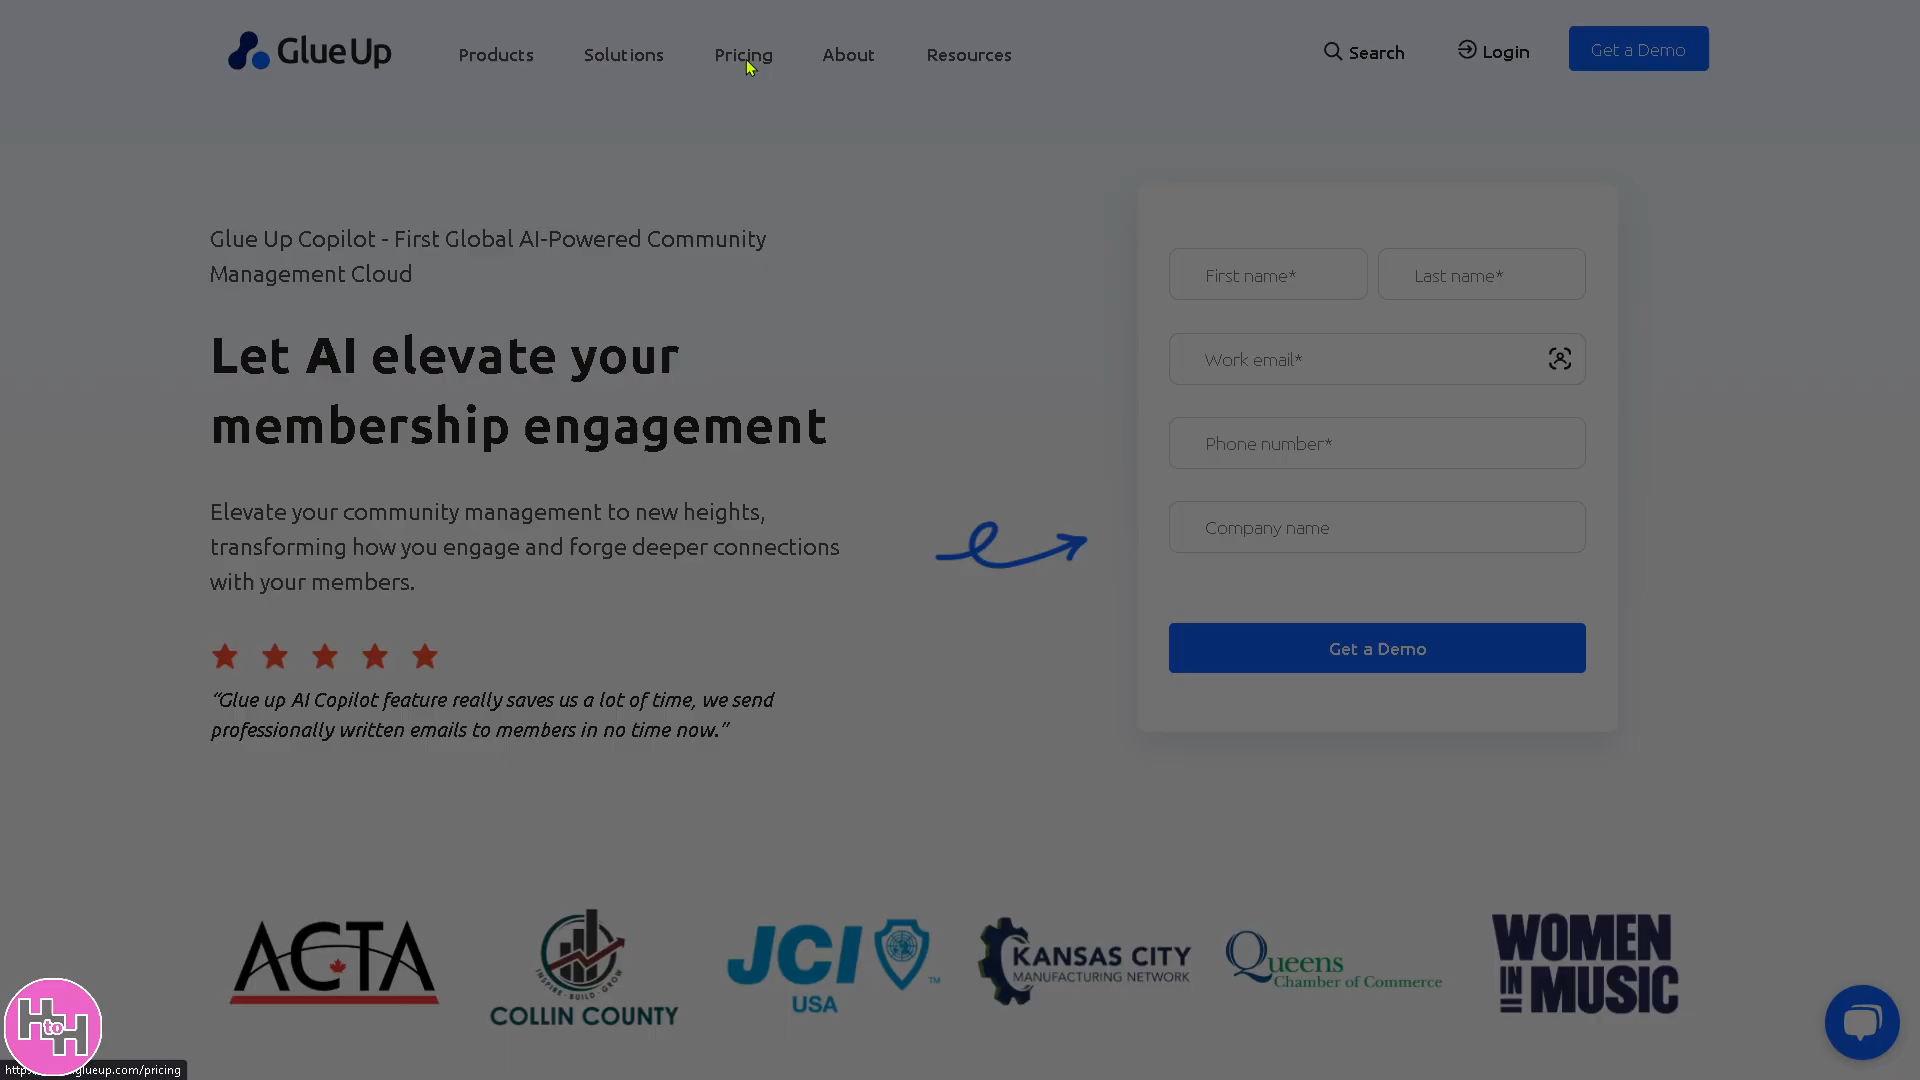 Glue Up
Products
Solutions
Pricing
About
Resources
Search
Login
Get a Demo
Glue Up Copilot - First Global AI-Powered Community
Management Cloud
Let AI elevate your
membership engagement
Elevate your community management to new heights,
transforming how you engage and forge deeper connections
with your members.
“Glue up AI Copilot feature really saves us a lot of time, we send
professionally written emails to members in no time now.”
First name*
Last name*
Work email*
Phone number*
Company name
Get a Demo
ACTA
INSPIRE · BUILD · GROW
COLLIN COUNTY
JCI
USA
KANSAS CITY
MANUFACTURING NETWORK
Queens
Chamber of Commerce
WOMEN
IN MUSIC
H to H
glueup.com/pricing